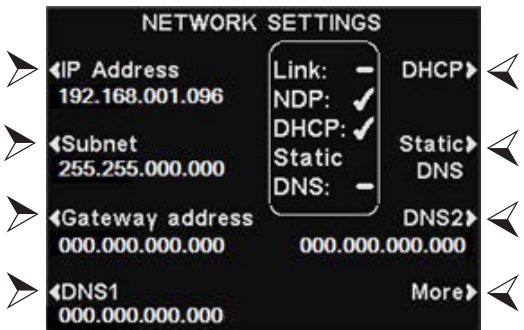 NETWORK SETTINGS
IP Address
192.168.001.096
Subnet
255.255.000.000
Gateway address
000.000.000.000
DNS1
000.000.000.000
Link: –
NDP: ✓
DHCP: ✓
Static
DNS: –
DHCP
Static
DNS
DNS2
000.000.000.000
More